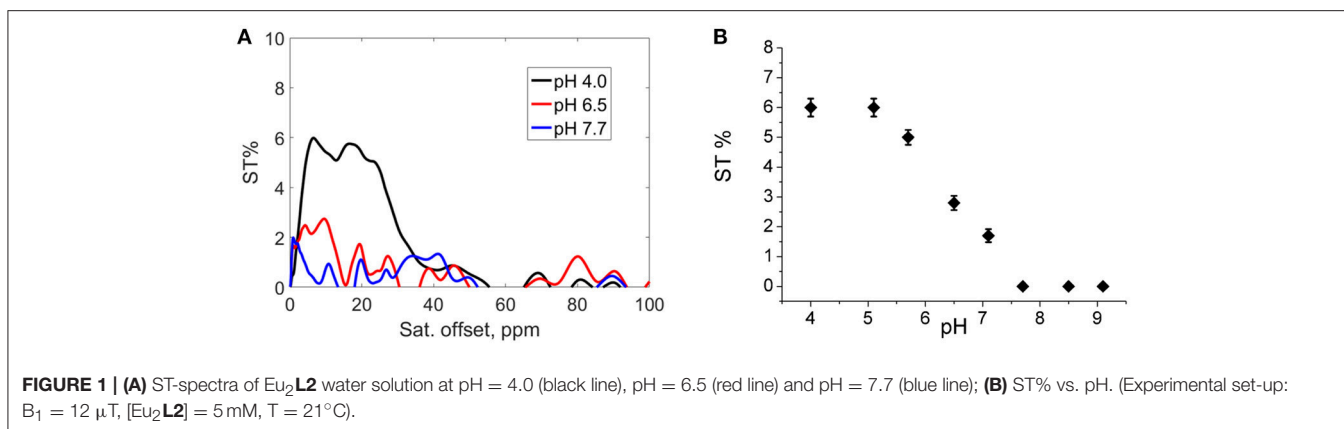 A
10
8
6
4
2
0
ST%
pH 4.0
pH 6.5
pH 7.7
0 20 40 60 80 100
Sat. offset, ppm
B
8
7
6
5
4
3
2
1
0
ST %
4 5 6 7 8 9
pH
FIGURE 1 | (A) ST-spectra of Eu₂L2 water solution at pH = 4.0 (black line), pH = 6.5 (red line) and pH = 7.7 (blue line); (B) ST% vs. pH. (Experimental set-up:
B₁ = 12 μT, [Eu₂L2] = 5 mM, T = 21°C).